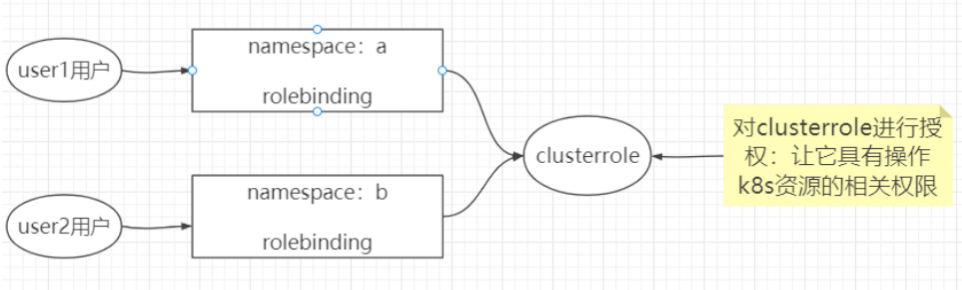 namespace：a
user1用户
rolebinding
对clusterrole进行授
权：让它具有操作
k8s资源的相关权限
clusterrole
namespace：b
user2用户
rolebinding